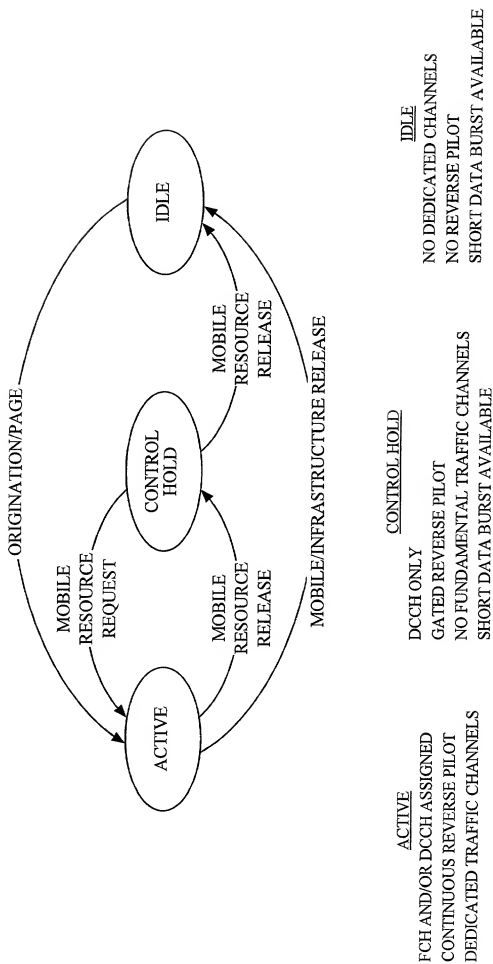 ORIGINATION/PAGE
MOBILE
RESOURCE
REQUEST
ACTIVE
CONTROL
HOLD
IDLE
MOBILE
RESOURCE
RELEASE
MOBILE
RESOURCE
RELEASE
MOBILE/INFRASTRUCTURE RELEASE
ACTIVE
FCH AND/OR DCCH ASSIGNED
CONTINUOUS REVERSE PILOT
DEDICATED TRAFFIC CHANNELS
CONTROL HOLD
DCCH ONLY
GATED REVERSE PILOT
NO FUNDAMENTAL TRAFFIC CHANNELS
SHORT DATA BURST AVAILABLE
IDLE
NO DEDICATED CHANNELS
NO REVERSE PILOT
SHORT DATA BURST AVAILABLE